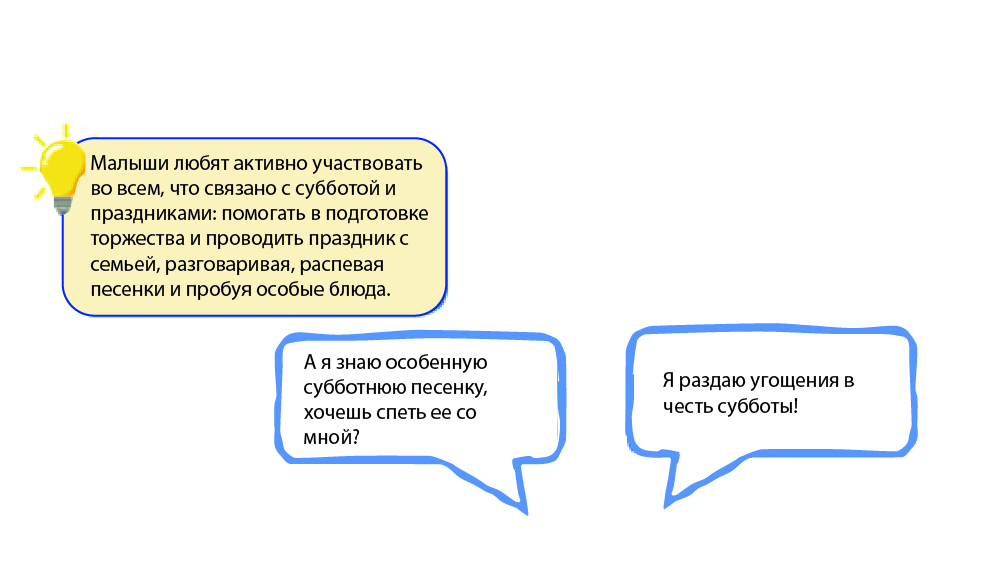 Малыши любят активно участвовать
во всем, что связано с субботой и
праздниками: помогать в подготовке
торжества и проводить праздник с
семьей, разговаривая, распевая
песенки и пробуя особые блюда.
А я знаю особенную
субботнюю песенку,
хочешь спеть ее со
мной?
Я раздаю угощения в
честь субботы!